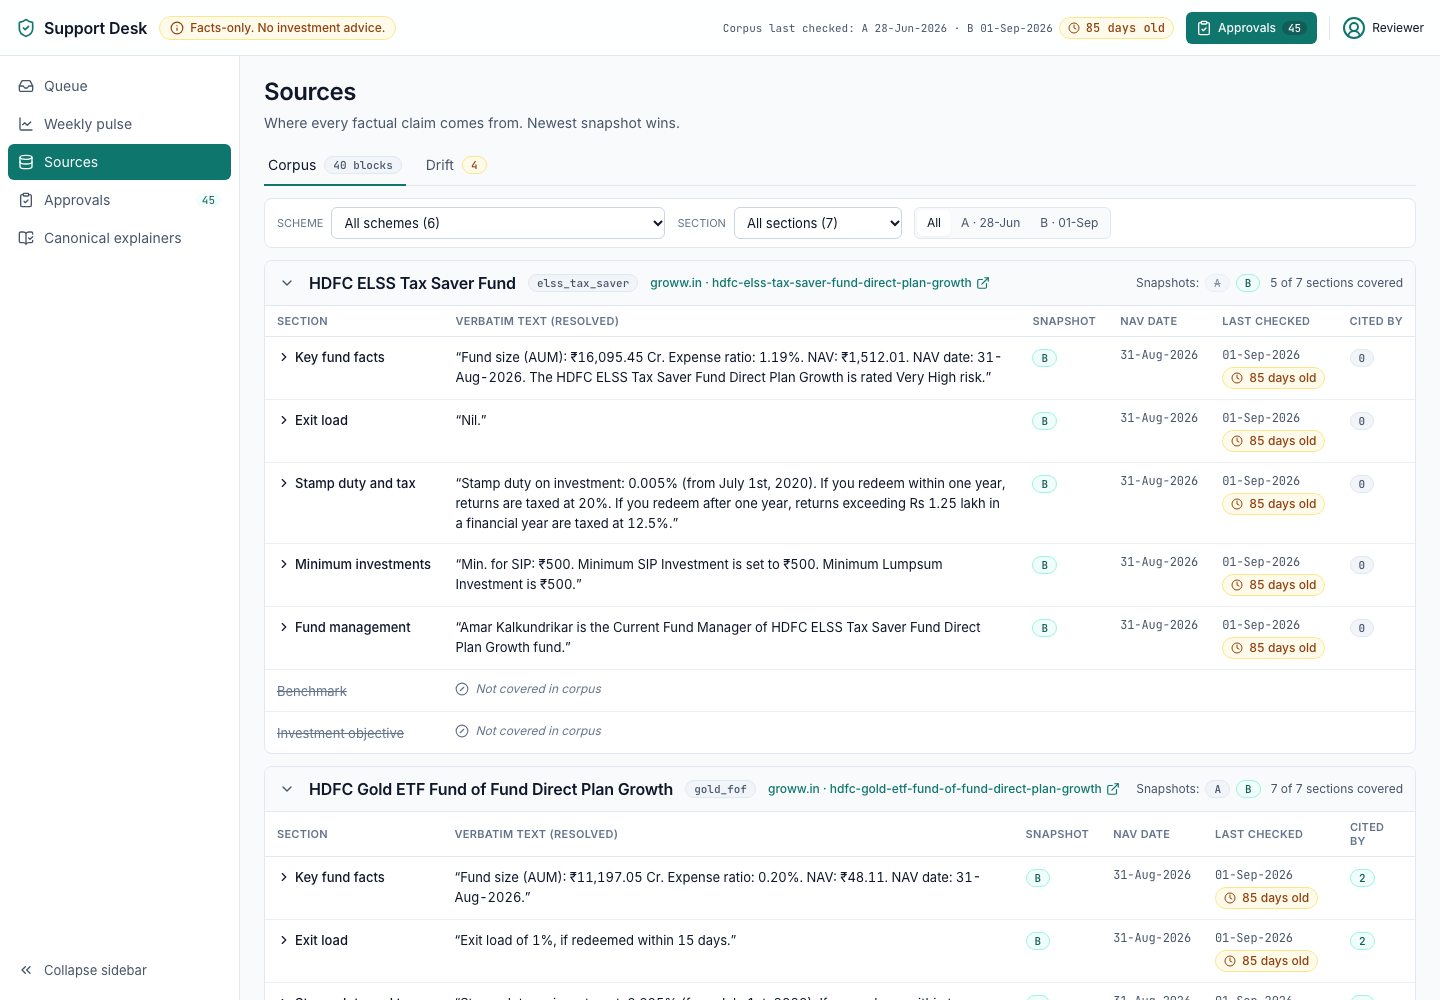 Support Desk
Facts-only. No investment advice.
Corpus last checked: A 28-Jun-2026 · B 01-Sep-2026
85 days old
Approvals 45
Reviewer
Queue
Weekly pulse
Sources
Approvals 45
Canonical explainers
Collapse sidebar
Sources
Where every factual claim comes from. Newest snapshot wins.
Corpus 40 blocks
Drift 4
SCHEME All schemes (6)
SECTION All sections (7)
All A · 28-Jun B · 01-Sep
HDFC ELSS Tax Saver Fund elss_tax_saver groww.in · hdfc-elss-tax-saver-fund-direct-plan-growth Snapshots: A B 5 of 7 sections covered
SECTION VERBATIM TEXT (RESOLVED) SNAPSHOT NAV DATE LAST CHECKED CITED BY
Key fund facts “Fund size (AUM): ₹16,095.45 Cr. Expense ratio: 1.19%. NAV: ₹1,512.01. NAV date: 31- B 31-Aug-2026 01-Sep-2026 0
Aug-2026. The HDFC ELSS Tax Saver Fund Direct Plan Growth is rated Very High risk.” 85 days old
Exit load “Nil.” B 31-Aug-2026 01-Sep-2026 0
85 days old
Stamp duty and tax “Stamp duty on investment: 0.005% (from July 1st, 2020). If you redeem within one year, B 31-Aug-2026 01-Sep-2026 0
returns are taxed at 20%. If you redeem after one year, returns exceeding Rs 1.25 lakh in 85 days old
a financial year are taxed at 12.5%.”
Minimum investments “Min. for SIP: ₹500. Minimum SIP Investment is set to ₹500. Minimum Lumpsum B 31-Aug-2026 01-Sep-2026 0
Investment is ₹500.” 85 days old
Fund management “Amar Kalkundrikar is the Current Fund Manager of HDFC ELSS Tax Saver Fund Direct B 31-Aug-2026 01-Sep-2026 0
Plan Growth fund.” 85 days old
Benchmark Not covered in corpus
Investment objective Not covered in corpus
HDFC Gold ETF Fund of Fund Direct Plan Growth gold_fof groww.in · hdfc-gold-etf-fund-of-fund-direct-plan-growth Snapshots: A B 7 of 7 sections covered
SECTION VERBATIM TEXT (RESOLVED) SNAPSHOT NAV DATE LAST CHECKED CITED BY
Key fund facts “Fund size (AUM): ₹11,197.05 Cr. Expense ratio: 0.20%. NAV: ₹48.11. NAV date: 31- B 31-Aug-2026 01-Sep-2026 2
Aug-2026.” 85 days old
Exit load “Exit load of 1%, if redeemed within 15 days.” B 31-Aug-2026 01-Sep-2026 2
85 days old